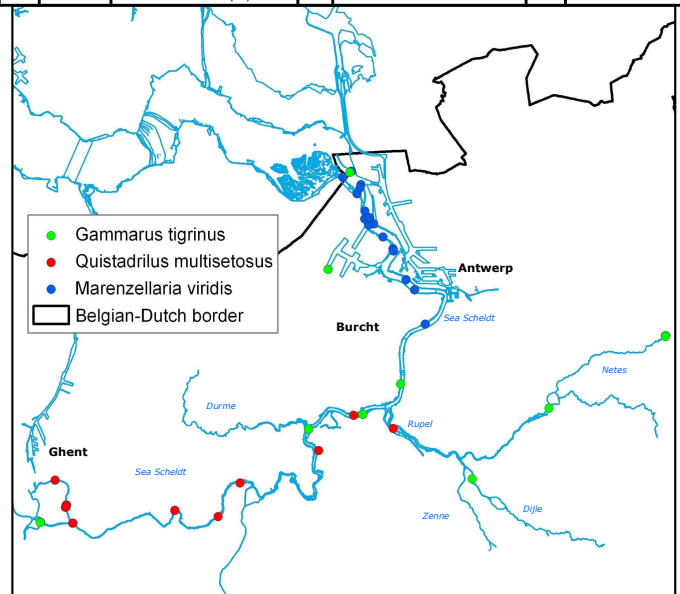 Gammarus tigrinus
Quistadrilus multisetosus
Marenzellaria viridis
Belgian-Dutch border
Antwerp
Burcht
Sea Scheldt
Netes
Durme
Rupel
Ghent
Sea Scheldt
Zenne
Dijle